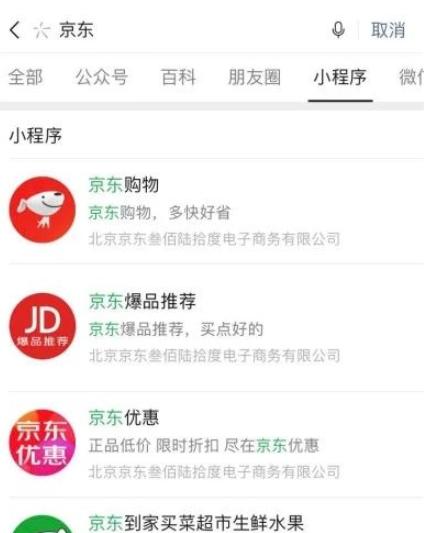 京东
取消
全部 公众号 百科 朋友圈 小程序 微信
小程序
京东购物
京东购物，多快好省
北京京东叁佰陆拾度电子商务有限公司
JD
爆品推荐
京东爆品推荐
京东爆品推荐，买点好的
北京京东叁佰陆拾度电子商务有限公司
京东
优惠
京东优惠
正品低价 限时折扣 尽在京东优惠
北京京东叁佰陆拾度电子商务有限公司
京东到家买菜超市生鲜水果